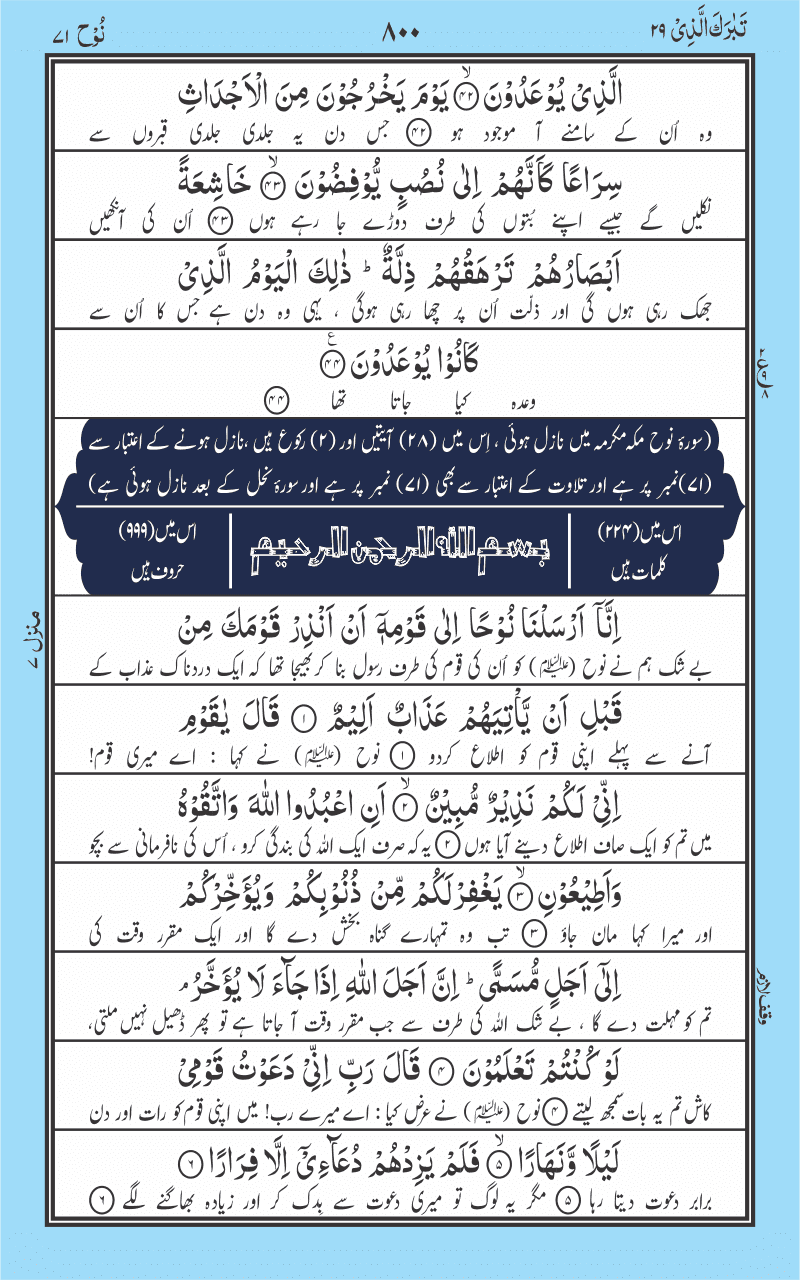 تَبٰرَكَ الَّذِیْ ۲۹
۸۰۰
نُوْح ۷۱
الَّذِیْ یُوْعَدُوْنَ ﴿ۙ۴۲﴾ یَوْمَ یَخْرُجُوْنَ مِنَ الْاَجْدَاثِ
وہ اُن کے سامنے آ موجود ہو ﴿۴۲﴾ جس دن یہ جلدی جلدی قبروں سے
سِرَاعًا كَاَنَّهُمْ اِلٰی نُصُبٍ یُّوْفِضُوْنَ ﴿ۙ۴۳﴾ خَاشِعَةً
نکلیں گے جیسے اپنے بُتوں کی طرف دوڑے جا رہے ہوں ﴿۴۳﴾ اُن کی آنکھیں
اَبْصَارُهُمْ تَرْهَقُهُمْ ذِلَّةٌ ؕ ذٰلِكَ الْیَوْمُ الَّذِیْ
جھک رہی ہوں گی اور ذلّت اُن پر چھا رہی ہوگی ، یہی وہ دن ہے جس کا اُن سے
كَانُوْا یُوْعَدُوْنَ ﴿۴۴﴾ ع
وعدہ کیا جاتا تھا ﴿۴۴﴾
(سورۂ نوح مکہ مکرمہ میں نازل ہوئی ، اِس میں (۲۸) آیتیں اور (۲) رکوع ہیں ،نازل ہونے کے اعتبار سے
(۷۱)نمبر پر ہے اور تلاوت کے اعتبار سے بھی (۷۱) نمبر پر ہے اور سورۂ نحل کے بعد نازل ہوئی ہے)
اس میں (۲۲۴)
کلمات ہیں
بسم اللہ الرحمن الرحیم
اس میں (۹۹۹)
حروف ہیں
اِنَّاۤ اَرْسَلْنَا نُوْحًا اِلٰی قَوْمِهٖۤ اَنْ اَنْذِرْ قَوْمَكَ مِنْ
بے شک ہم نے نوح (علیہ السلام) کو اُن کی قوم کی طرف رسول بنا کر بھیجا تھا کہ ایک دردناک عذاب کے
قَبْلِ اَنْ یَّاْتِیَهُمْ عَذَابٌ اَلِیْمٌ ﴿۱﴾ قَالَ یٰقَوْمِ
آنے سے پہلے اپنی قوم کو اطلاع کردو ﴿۱﴾ نوح (علیہ السلام) نے کہا : اے میری قوم!
اِنِّیْ لَكُمْ نَذِیْرٌ مُّبِیْنٌ ﴿ۙ۲﴾ اَنِ اعْبُدُوا اللّٰهَ وَاتَّقُوْهُ
میں تم کو ایک صاف اطلاع دینے آیا ہوں ﴿۲﴾ یہ کہ صرف ایک اللہ کی بندگی کرو ، اُس کی نافرمانی سے بچو
وَاَطِیْعُوْنِ ﴿ۙ۳﴾ یَغْفِرْ لَكُمْ مِّنْ ذُنُوْبِكُمْ وَیُؤَخِّرْكُمْ
اور میرا کہا مان جاؤ ﴿۳﴾ تب وہ تمہارے گناہ بخش دے گا اور ایک مقرر وقت کی
اِلٰۤی اَجَلٍ مُّسَمًّی ؕ اِنَّ اَجَلَ اللّٰهِ اِذَا جَآءَ لَا یُؤَخَّرُ ۘ
تم کو مہلت دے گا ، بے شک اللہ کی طرف سے جب مقرر وقت آ جاتا ہے تو پھر ڈھیل نہیں ملتی،
لَوْ كُنْتُمْ تَعْلَمُوْنَ ﴿۴﴾ قَالَ رَبِّ اِنِّیْ دَعَوْتُ قَوْمِیْ
کاش تم یہ بات سمجھ لیتے ﴿۴﴾ نوح (علیہ السلام) نے عرض کیا : اے میرے رب! میں اپنی قوم کو رات اور دن
لَیْلًا وَّنَهَارًا ﴿ۙ۵﴾ فَلَمْ یَزِدْهُمْ دُعَآءِیْۤ اِلَّا فِرَارًا ﴿۶﴾
برابر دعوت دیتا رہا ﴿۵﴾ مگر یہ لوگ تو میری دعوت سے بِدک کر اور زیادہ بھاگنے لگے ﴿۶﴾
منزل ۷
وقف لازم